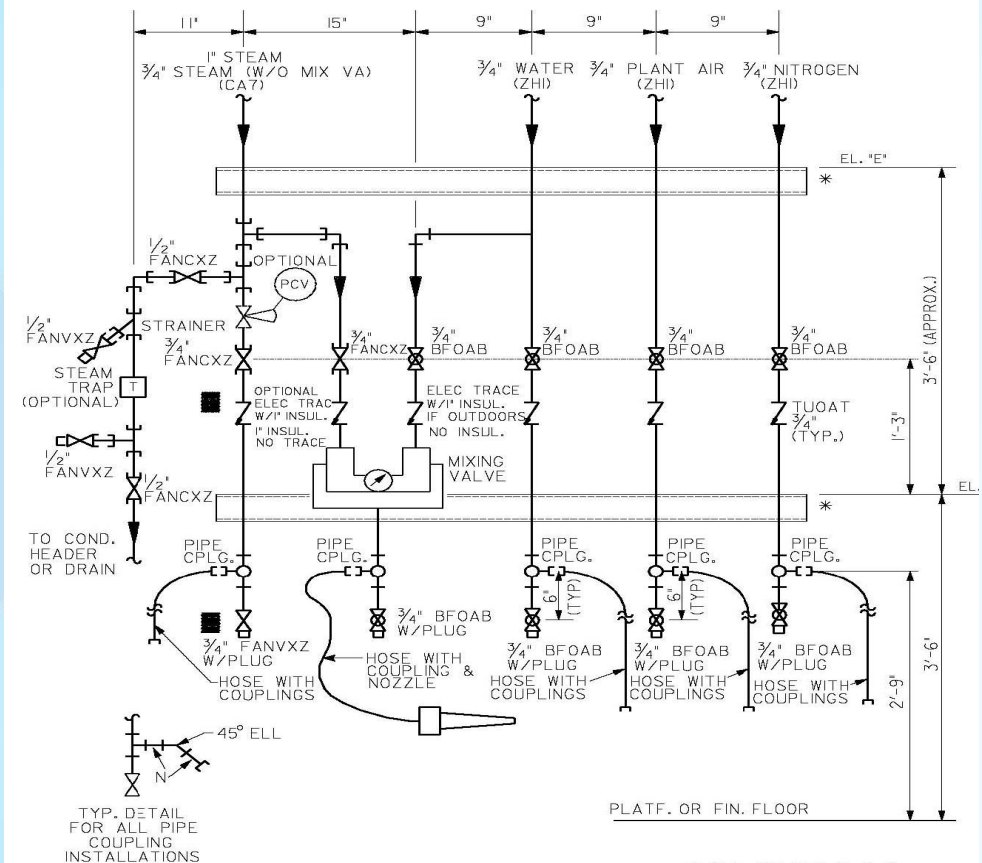 11" 15" 9" 9" 9"
1" STEAM
3/4" STEAM (W/O MIX VA)
(CA7)
3/4" WATER
(ZHI)
3/4" PLANT AIR
(ZHI)
3/4" NITROGEN
(ZHI)
EL. "E"
*
1/2"
FANCXZ
OPTIONAL
PCV
1/2"
FANVXZ
STRAINER
3/4"
FANCXZ
3/4"
FANCXZ
3/4"
BFOAB
3/4"
BFOAB
3/4"
BFOAB
3/4"
BFOAB
3'-6" (APPROX.)
STEAM
TRAP
(OPTIONAL)
T
OPTIONAL
ELEC TRAC
W/1" INSUL.
1" INSUL.
NO TRACE
ELEC TRACE
W/1" INSUL.
IF OUTDOORS
NO INSUL.
TUOAT
3/4"
(TYP.)
1'-3"
1/2"
FANVXZ
MIXING
VALVE
1/2"
FANCXZ
EL.
*
TO COND.
HEADER
OR DRAIN
PIPE
CPLG.
PIPE
CPLG.
PIPE
CPLG.
PIPE
CPLG.
PIPE
CPLG.
6"
(TYP)
6"
(TYP)
3/4" FANVXZ
W/PLUG
3/4" BFOAB
W/PLUG
3/4" BFOAB
W/PLUG
3/4" BFOAB
W/PLUG
3/4" BFOAB
W/PLUG
HOSE WITH
COUPLINGS
HOSE WITH
COUPLING &
NOZZLE
HOSE WITH
COUPLINGS
HOSE WITH
COUPLINGS
HOSE WITH
COUPLINGS
2'-9"
3'-6"
45° ELL
N
TYP. DETAIL
FOR ALL PIPE
COUPLING
INSTALLATIONS
PLATF. OR FIN. FLOOR